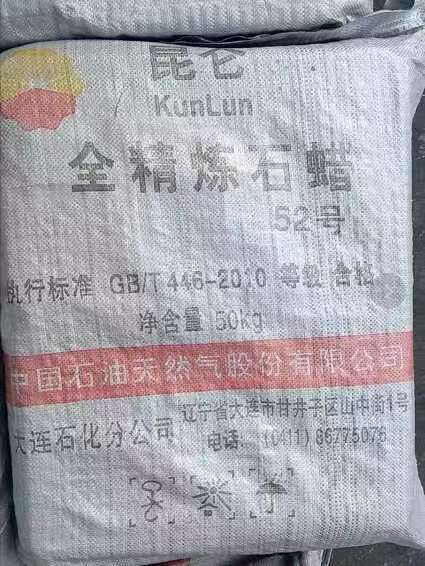 昆仑
KunLun
全精炼石蜡
52号
执行标准 GB/T 446-2010 等级 合格
净含量 50kg
中国石油天然气股份有限公司
大连石化分公司
辽宁省大连市甘井子区山中街1号
电话: (0411) 86775076